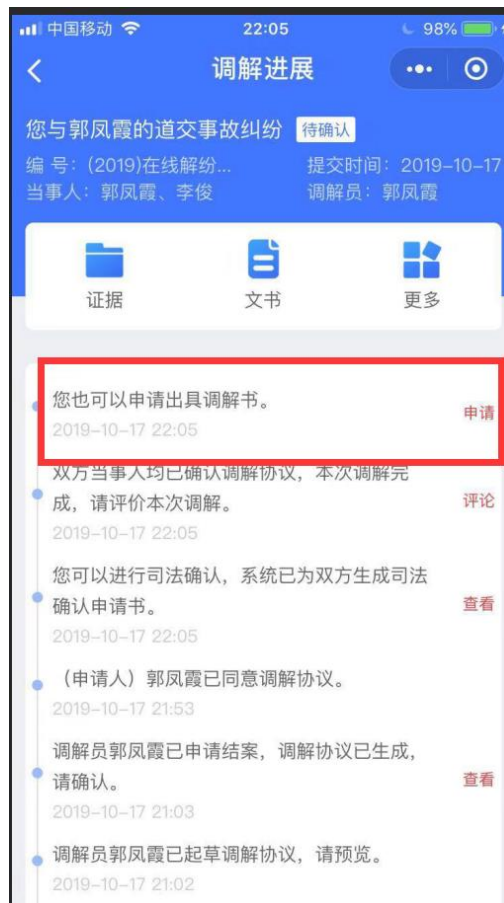 中国移动 22:05 98%
调解进展
您与郭凤霞的道交事故纠纷 待确认
编 号：(2019)在线解纷... 提交时间：2019-10-17
当事人：郭凤霞、李俊 调解员：郭凤霞
证据 文书 更多
您也可以申请出具调解书。
申请
2019-10-17 22:05
双方当事人均已确认调解协议，本次调解完
成，请评价本次调解。
评论
2019-10-17 22:05
您可以进行司法确认，系统已为双方生成司法
确认申请书。
查看
2019-10-17 22:05
（申请人）郭凤霞已同意调解协议。
2019-10-17 21:53
调解员郭凤霞已申请结案，调解协议已生成，
请确认。
查看
2019-10-17 21:03
调解员郭凤霞已起草调解协议，请预览。
2019-10-17 21:02